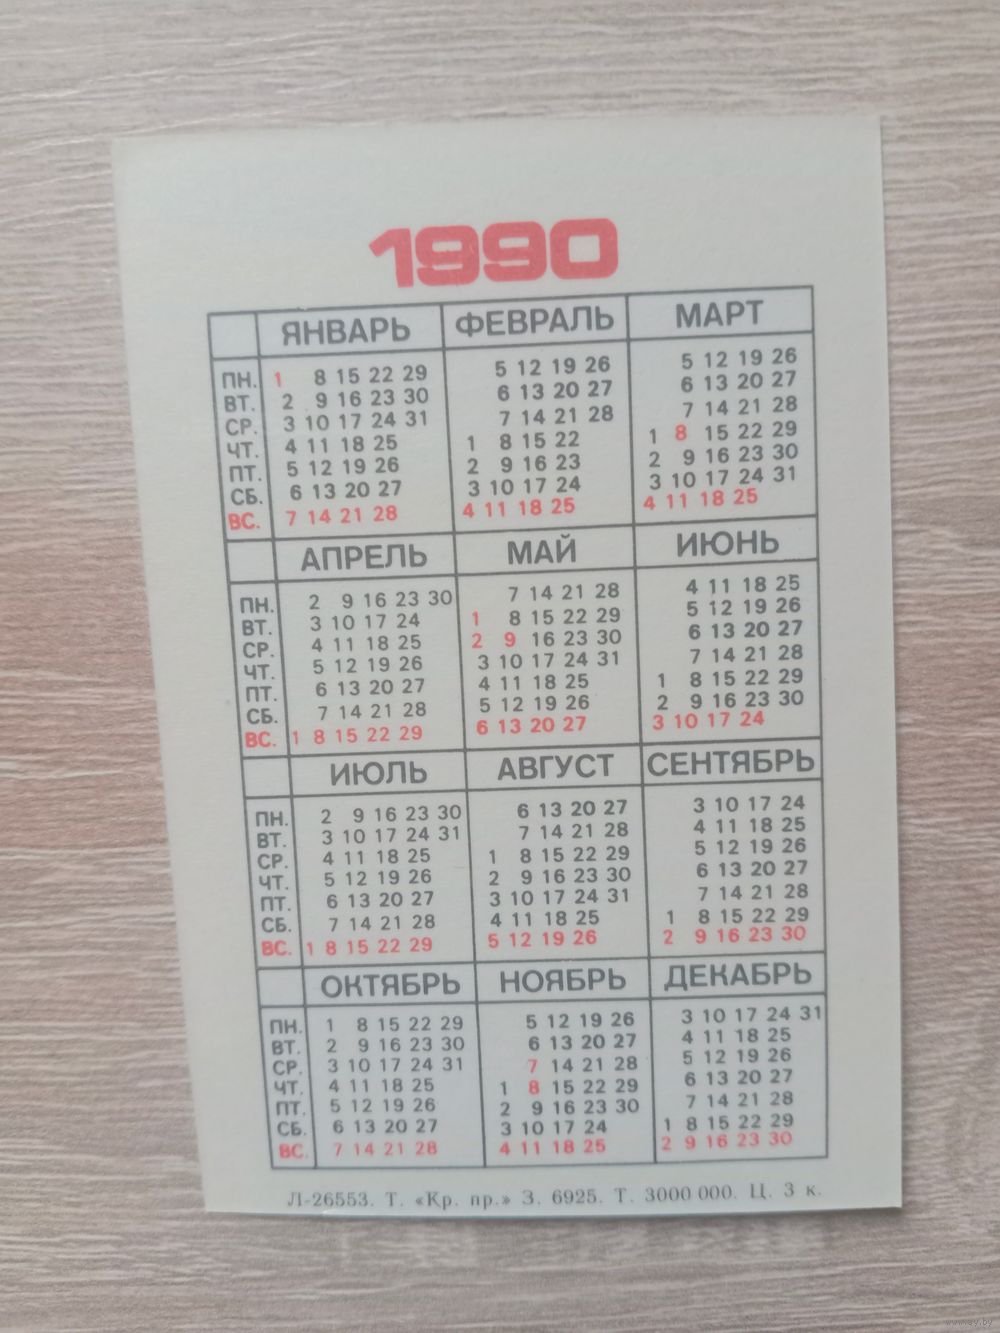 1990
ЯНВАРЬ ФЕВРАЛЬ МАРТ
ПН. 1 8 15 22 29 5 12 19 26 5 12 19 26
ВТ. 2 9 16 23 30 6 13 20 27 6 13 20 27
СР. 3 10 17 24 31 7 14 21 28 7 14 21 28
ЧТ. 4 11 18 25 1 8 15 22 1 8 15 22 29
ПТ. 5 12 19 26 2 9 16 23 2 9 16 23 30
СБ. 6 13 20 27 3 10 17 24 3 10 17 24 31
ВС. 7 14 21 28 4 11 18 25 4 11 18 25
АПРЕЛЬ МАЙ ИЮНЬ
ПН. 2 9 16 23 30 7 14 21 28 4 11 18 25
ВТ. 3 10 17 24 1 8 15 22 29 5 12 19 26
СР. 4 11 18 25 2 9 16 23 30 6 13 20 27
ЧТ. 5 12 19 26 3 10 17 24 31 7 14 21 28
ПТ. 6 13 20 27 4 11 18 25 1 8 15 22 29
СБ. 7 14 21 28 5 12 19 26 2 9 16 23 30
ВС. 1 8 15 22 29 6 13 20 27 3 10 17 24
ИЮЛЬ АВГУСТ СЕНТЯБРЬ
ПН. 2 9 16 23 30 6 13 20 27 3 10 17 24
ВТ. 3 10 17 24 31 7 14 21 28 4 11 18 25
СР. 4 11 18 25 1 8 15 22 29 5 12 19 26
ЧТ. 5 12 19 26 2 9 16 23 30 6 13 20 27
ПТ. 6 13 20 27 3 10 17 24 31 7 14 21 28
СБ. 7 14 21 28 4 11 18 25 1 8 15 22 29
ВС. 1 8 15 22 29 5 12 19 26 2 9 16 23 30
ОКТЯБРЬ НОЯБРЬ ДЕКАБРЬ
ПН. 1 8 15 22 29 5 12 19 26 3 10 17 24 31
ВТ. 2 9 16 23 30 6 13 20 27 4 11 18 25
СР. 3 10 17 24 31 7 14 21 28 5 12 19 26
ЧТ. 4 11 18 25 1 8 15 22 29 6 13 20 27
ПТ. 5 12 19 26 2 9 16 23 30 7 14 21 28
СБ. 6 13 20 27 3 10 17 24 1 8 15 22 29
ВС. 7 14 21 28 4 11 18 25 2 9 16 23 30
Л-26553. Т. «Кр. пр.» З. 6925. Т. 3000 000. Ц. 3 к.